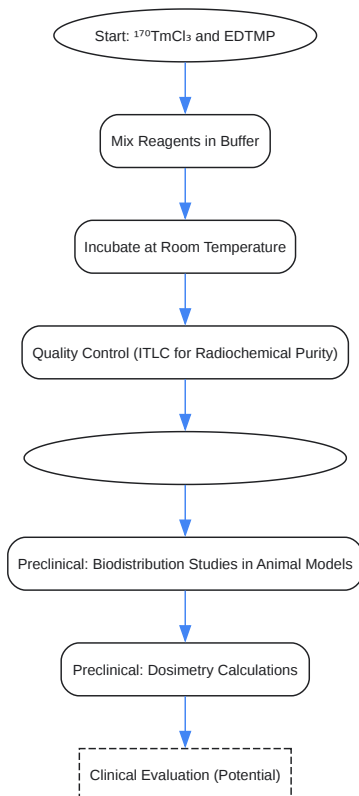 Start: ¹⁷⁰TmCl₃ and EDTMP
Mix Reagents in Buffer
Incubate at Room Temperature
Quality Control (ITLC for Radiochemical Purity)
Preclinical: Biodistribution Studies in Animal Models
Preclinical: Dosimetry Calculations
Clinical Evaluation (Potential)